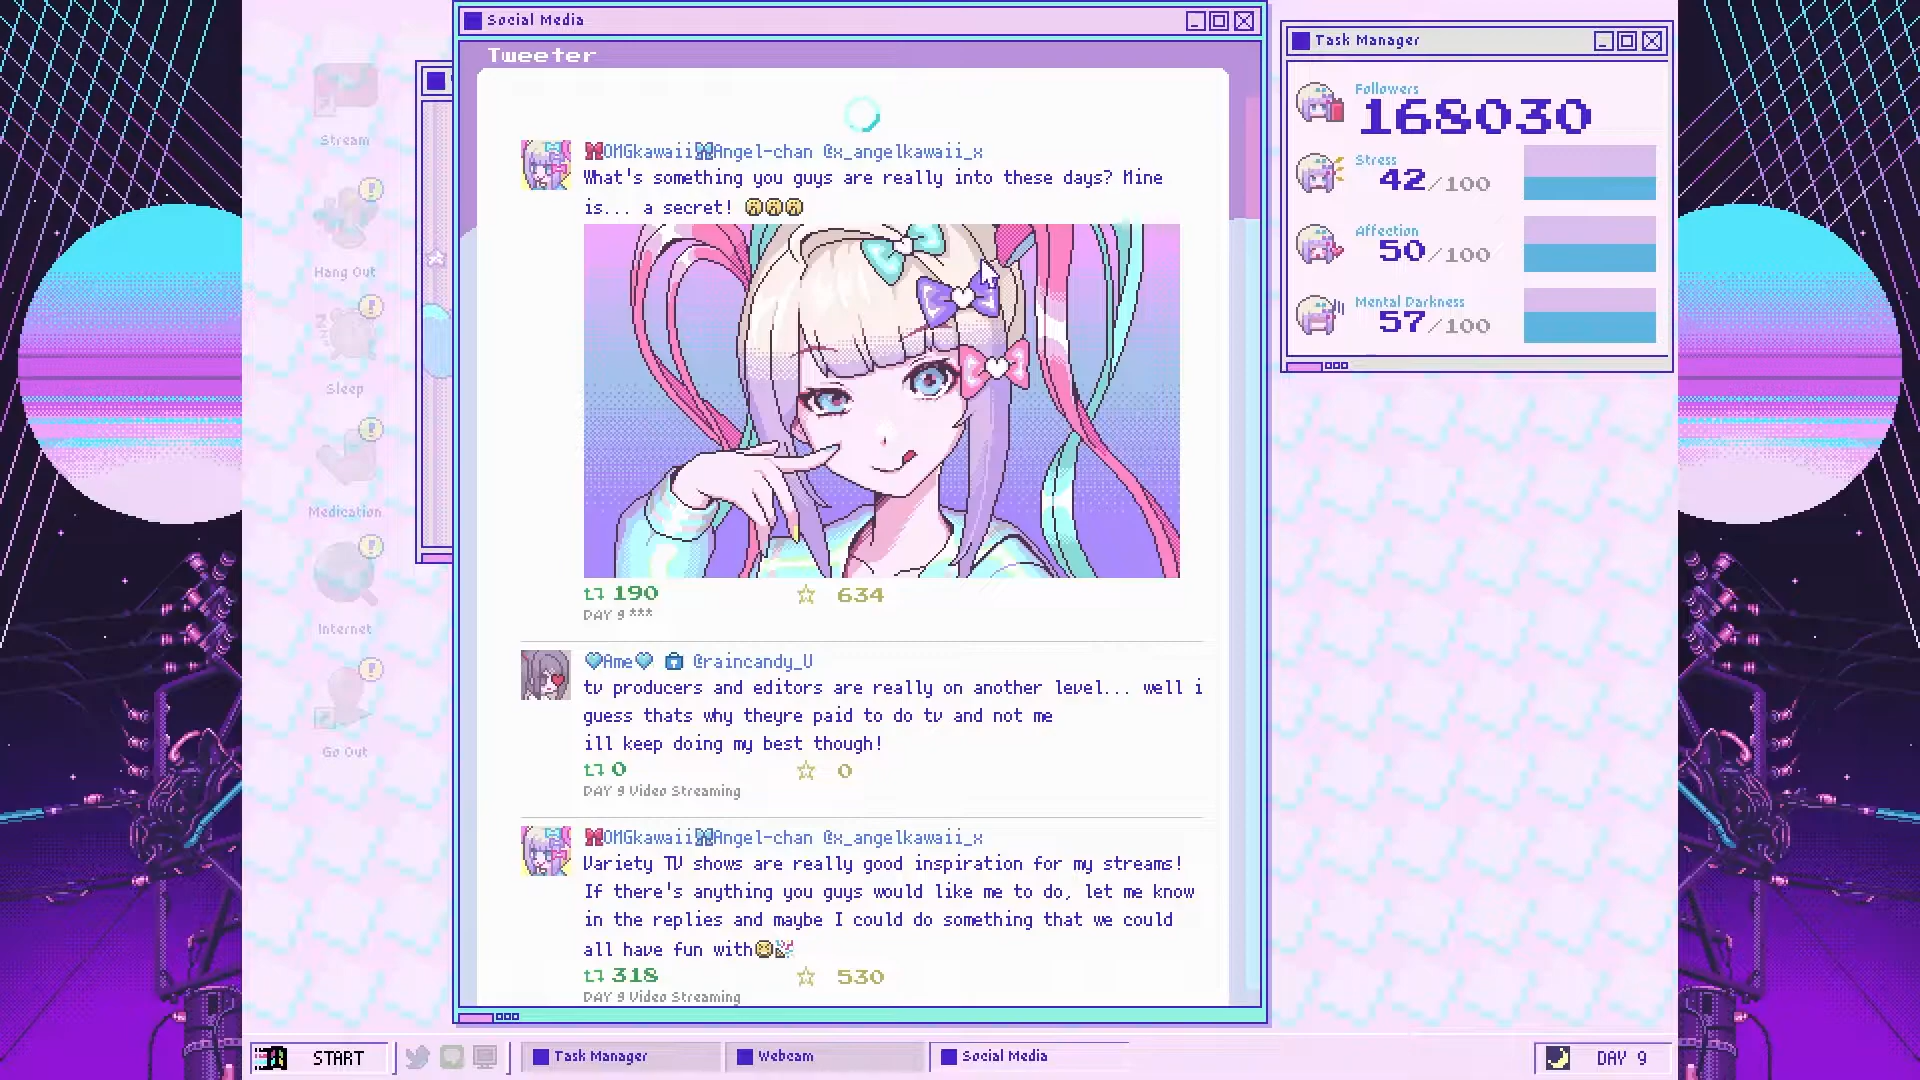 Social Media
Tweeter
OMGkawaii Angel-chan @x_angelkawaii_x
What's something you guys are really into these days? Mine
is... a secret!
190
634
DAY 9 ***
Ame @raincandy_U
tv producers and editors are really on another level... well i
guess thats why theyre paid to do tv and not me
ill keep doing my best though!
0
0
DAY 9 Video Streaming
OMGkawaii Angel-chan @x_angelkawaii_x
Variety TV shows are really good inspiration for my streams!
If there's anything you guys would like me to do, let me know
in the replies and maybe I could do something that we could
all have fun with
318
530
DAY 9 Video Streaming
Task Manager
Followers
168030
Stress
42/100
Affection
50/100
Mental Darkness
57/100
Stream
Hang Out
Sleep
Medication
Internet
Go Out
START
Task Manager
Webcam
Social Media
DAY 9